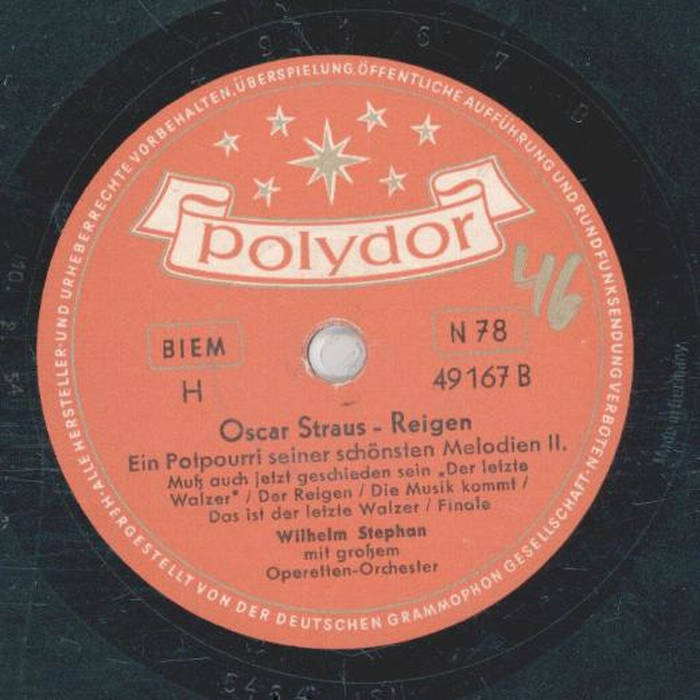 ·ALLE HERSTELLER-UND URHEBERRECHTE VORBEHALTEN, ÜBERSPIELUNG, ÖFFENTLICHE AUFFÜHRUNG UND RUNDFUNKSENDUNG VERBOTEN·
polydor
46
BIEM
N 78
H
49167 B
Oscar Straus - Reigen
Ein Potpourri seiner schönsten Melodien II.
Muß auch jetzt geschieden sein „Der letzte
Walzer" / Der Reigen / Die Musik kommt /
Das ist der letzte Walzer / Finale
Wilhelm Stephan
mit großem
Operetten-Orchester
HERGESTELLT VON DER DEUTSCHEN GRAMMOPHON GESELLSCHAFT·
Made in Germany